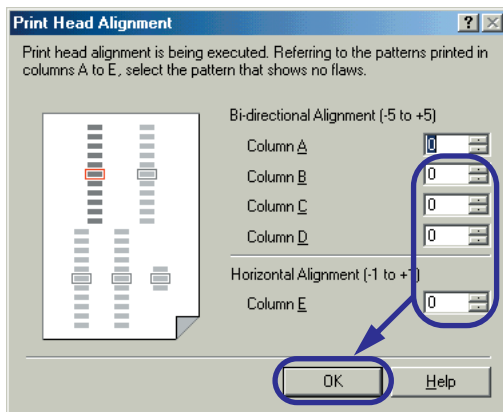 Print Head Alignment
Print head alignment is being executed. Referring to the patterns printed in
columns A to E, select the pattern that shows no flaws.
Bi-directional Alignment (-5 to +5)
Column A 0
Column B 0
Column C 0
Column D 0
Horizontal Alignment (-1 to +1)
Column E 0
OK Help